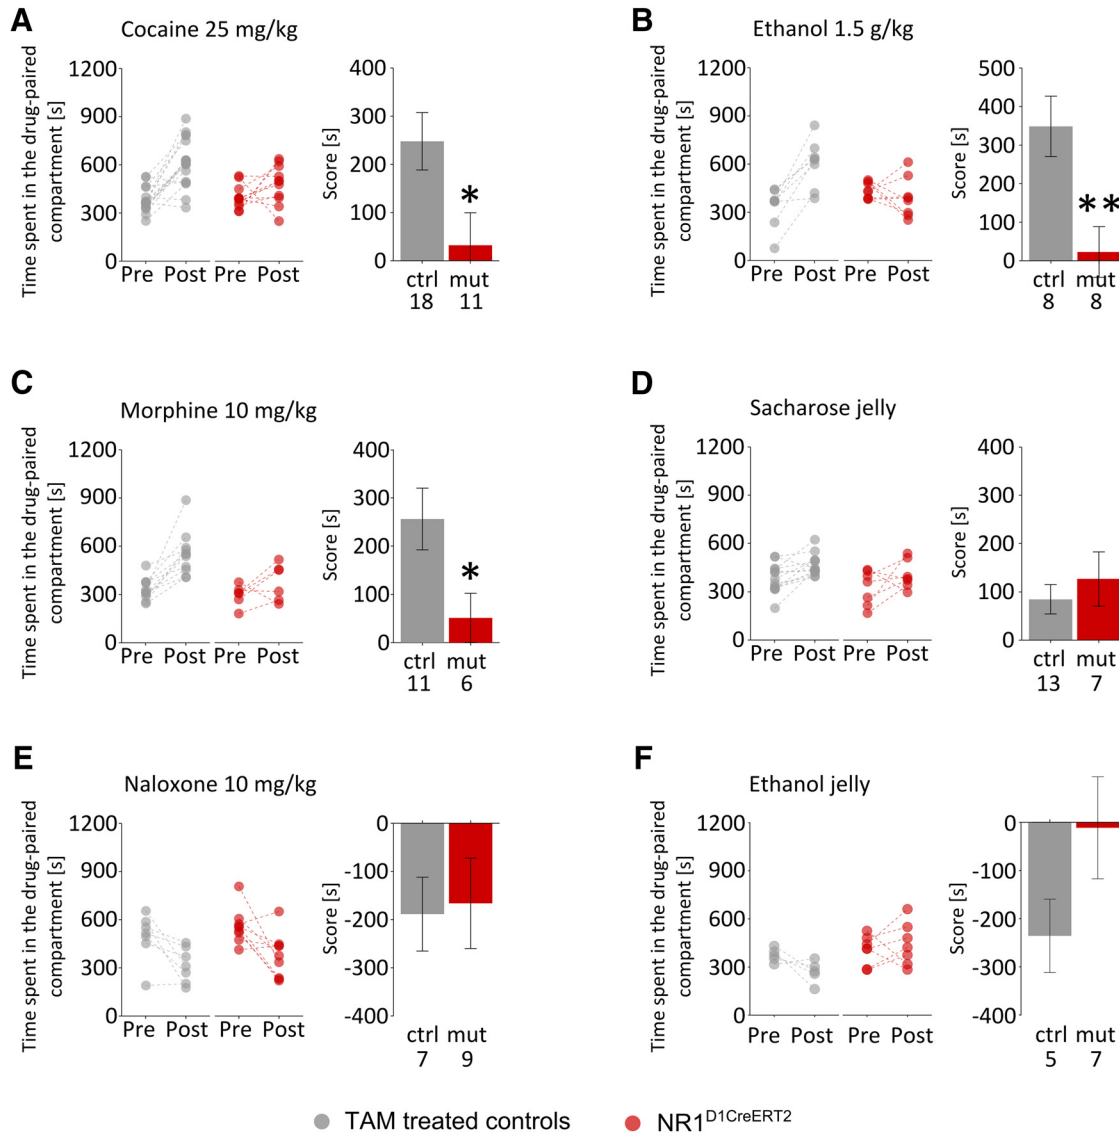 A
Cocaine 25 mg/kg
Time spent in the drug-paired
compartment [s]
1200
900
600
300
0
Pre Post Pre Post
Score [s]
400
300
200
100
0
*
ctrl mut
18 11
B
Ethanol 1.5 g/kg
Time spent in the drug-paired
compartment [s]
1200
900
600
300
0
Pre Post Pre Post
Score [s]
500
400
300
200
100
0
**
ctrl mut
8 8
C
Morphine 10 mg/kg
Time spent in the drug-paired
compartment [s]
1200
900
600
300
0
Pre Post Pre Post
Score [s]
400
300
200
100
0
*
ctrl mut
11 6
D
Sacharose jelly
Time spent in the drug-paired
compartment [s]
1200
900
600
300
0
Pre Post Pre Post
Score [s]
400
300
200
100
0
ctrl mut
13 7
E
Naloxone 10 mg/kg
Time spent in the drug-paired
compartment [s]
1200
900
600
300
0
Pre Post Pre Post
Score [s]
0
-100
-200
-300
-400
ctrl mut
7 9
F
Ethanol jelly
Time spent in the drug-paired
compartment [s]
1200
900
600
300
0
Pre Post Pre Post
Score [s]
0
-100
-200
-300
-400
ctrl mut
5 7
TAM treated controls
NR1D1CreERT2